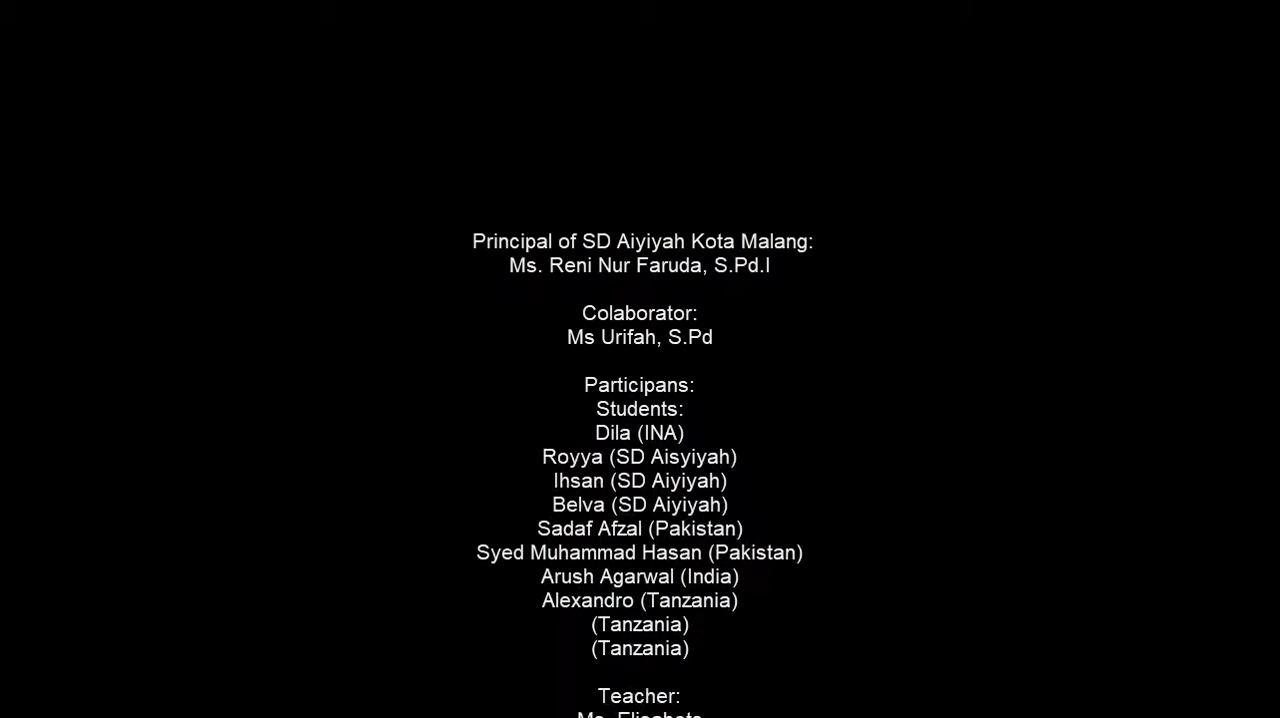 Principal of SD Aiyiyah Kota Malang:
Ms. Reni Nur Faruda, S.Pd.I
Colaborator:
Ms Urifah, S.Pd
Participans:
Students:
Dila (INA)
Royya (SD Aisyiyah)
Ihsan (SD Aiyiyah)
Belva (SD Aiyiyah)
Sadaf Afzal (Pakistan)
Syed Muhammad Hasan (Pakistan)
Arush Agarwal (India)
Alexandro (Tanzania)
(Tanzania)
(Tanzania)
Teacher: